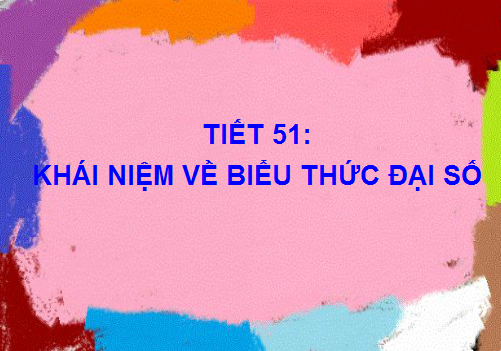 TIẾT 51:
KHÁI NIỆM VỀ BIỂU THỨC ĐẠI SỐ